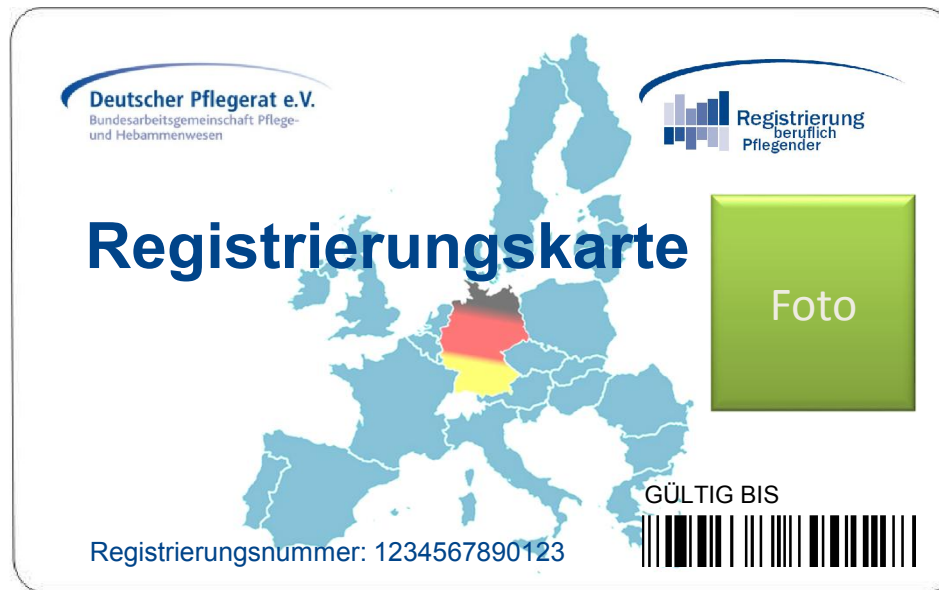 Deutscher Pflegerat e.V.
Bundesarbeitsgemeinschaft Pflege-
und Hebammenwesen
Registrierung
beruflich
Pflegender
Registrierungskarte
Foto
GÜLTIG BIS
Registrierungsnummer: 1234567890123